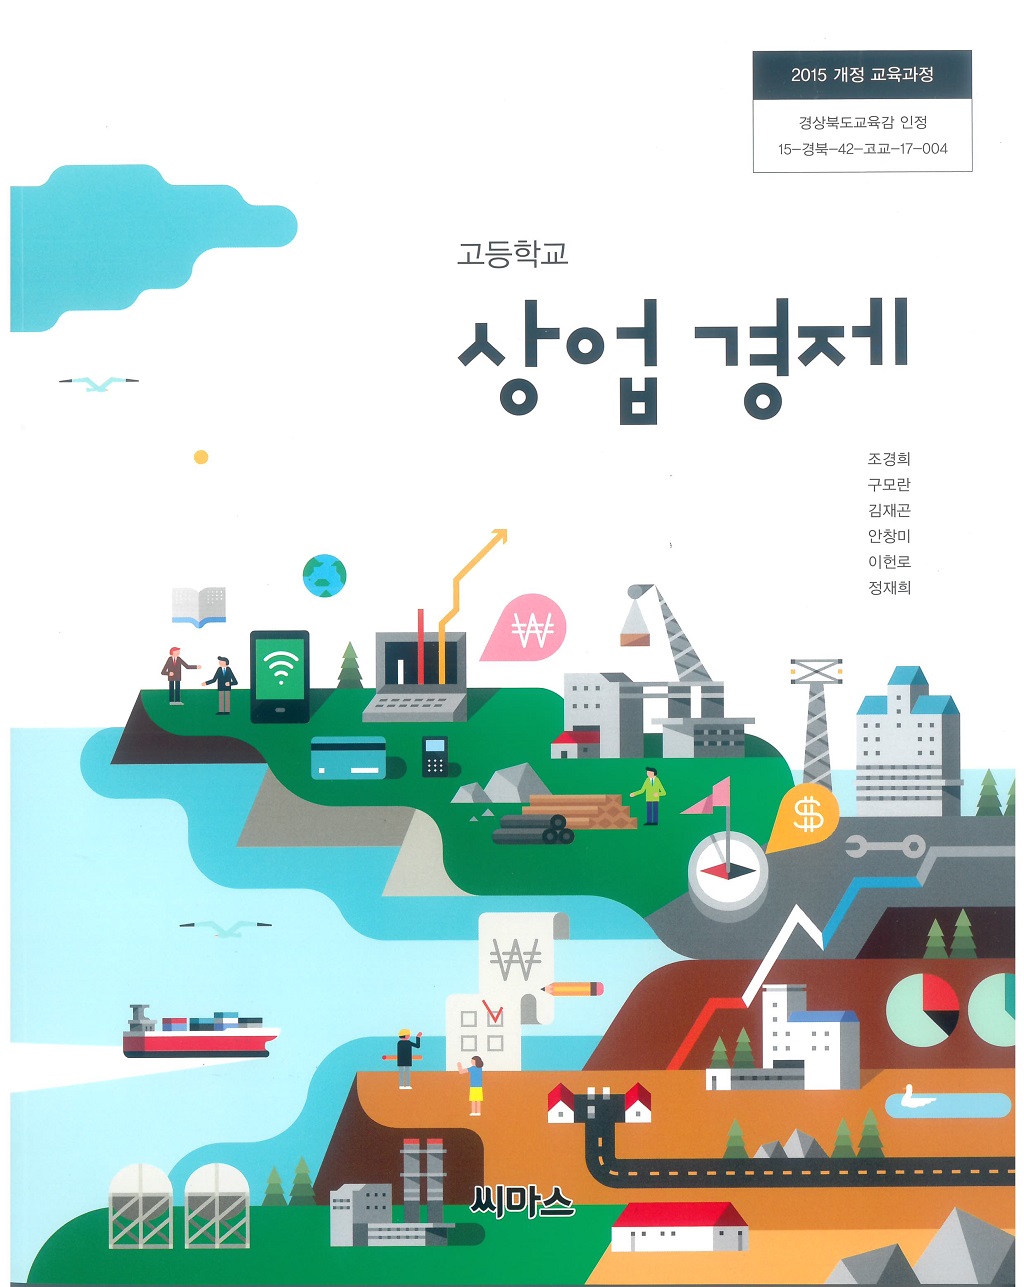 2015 개정 교육과정
경상북도교육감 인정
15-경북-42-고교-17-004
고등학교
상업 경제
조경희
구모란
김재곤
안창미
이헌로
정재희
₩
$
₩
씨마스